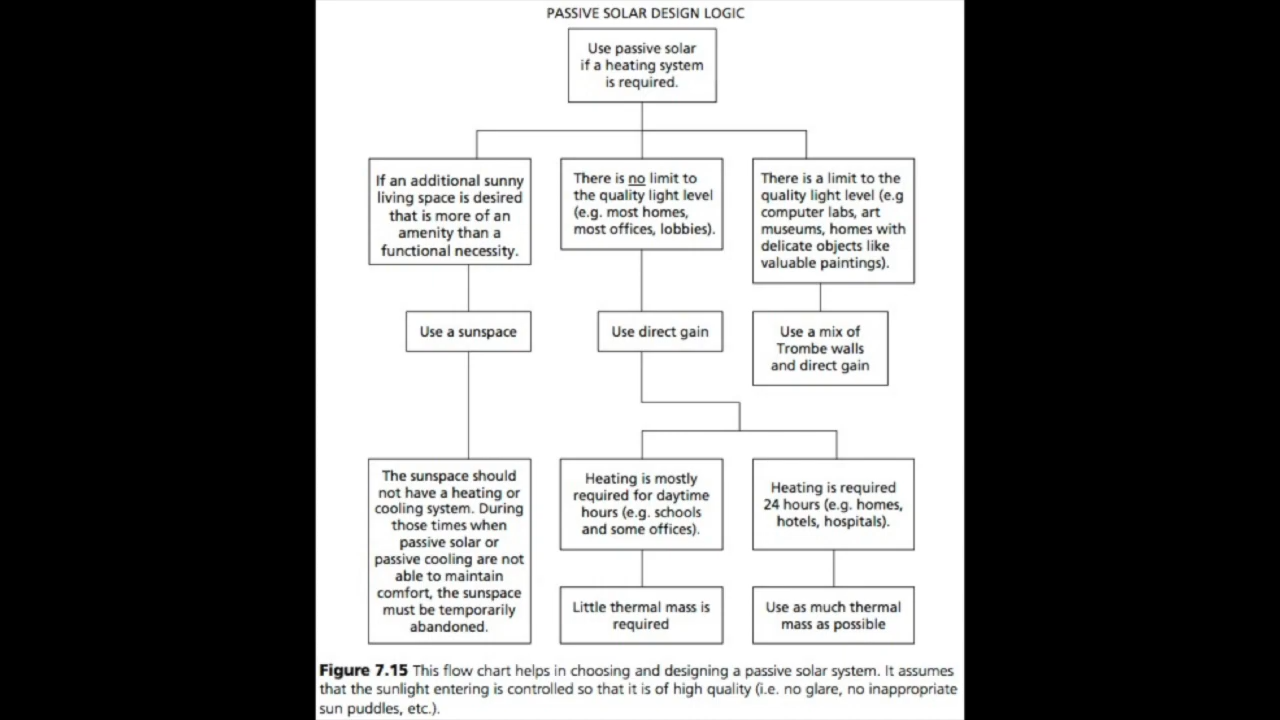 PASSIVE SOLAR DESIGN LOGIC
Use passive solar
if a heating system
is required.
If an additional sunny
living space is desired
that is more of an
amenity than a
functional necessity.
There is no limit to
the quality light level
(e.g. most homes,
most offices, lobbies).
There is a limit to the
quality light level (e.g
computer labs, art
museums, homes with
delicate objects like
valuable paintings).
Use a sunspace
Use direct gain
Use a mix of
Trombe walls
and direct gain
The sunspace should
not have a heating or
cooling system. During
those times when
passive solar or
passive cooling are not
able to maintain
comfort, the sunspace
must be temporarily
abandoned.
Heating is mostly
required for daytime
hours (e.g. schools
and some offices).
Heating is required
24 hours (e.g. homes,
hotels, hospitals).
Little thermal mass is
required
Use as much thermal
mass as possible
Figure 7.15 This flow chart helps in choosing and designing a passive solar system. It assumes
that the sunlight entering is controlled so that it is of high quality (i.e. no glare, no inappropriate
sun puddles, etc.).